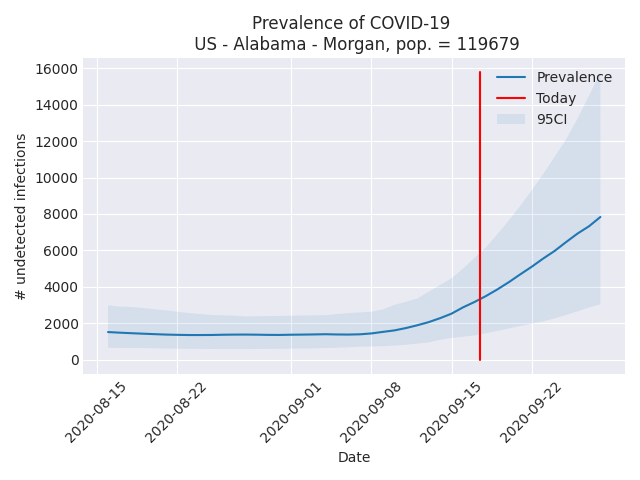 Prevalence of COVID-19
US - Alabama - Morgan, pop. = 119679
16000
14000
12000
10000
8000
6000
4000
2000
0
# undetected infections
Prevalence
Today
95CI
2020-08-15
2020-08-22
2020-09-01
2020-09-08
2020-09-15
2020-09-22
Date